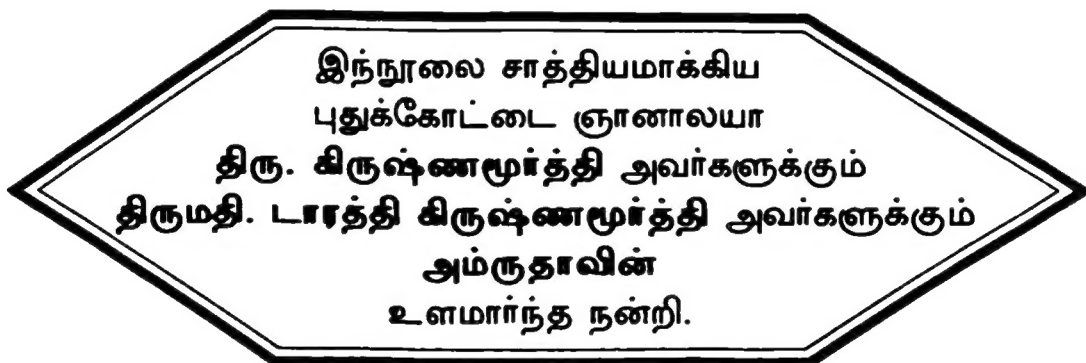 இந்நூலை சாத்தியமாக்கிய
புதுக்கோட்டை ஞானாலயா
திரு. கிருஷ்ணமூர்த்தி அவர்களுக்கும்
திருமதி. டாரத்தி கிருஷ்ணமூர்த்தி அவர்களுக்கும்
அம்ருதாவின்
உளமார்ந்த நன்றி.